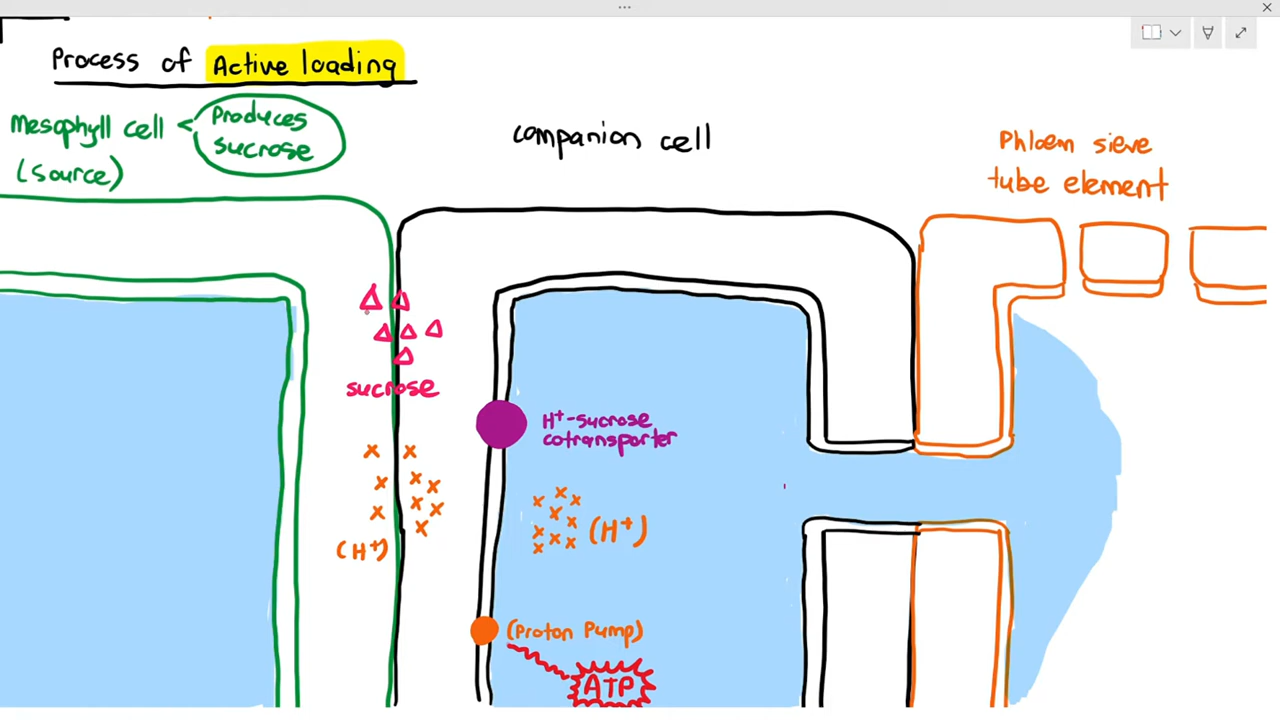 Process of Active loading
Mesophyll cell < Produces
sucrose
(source)
companion cell
Phloem sieve
tube element
sucrose
H⁺-sucrose
cotransporter
(H⁺)
(H⁺)
(Proton Pump)
ATP